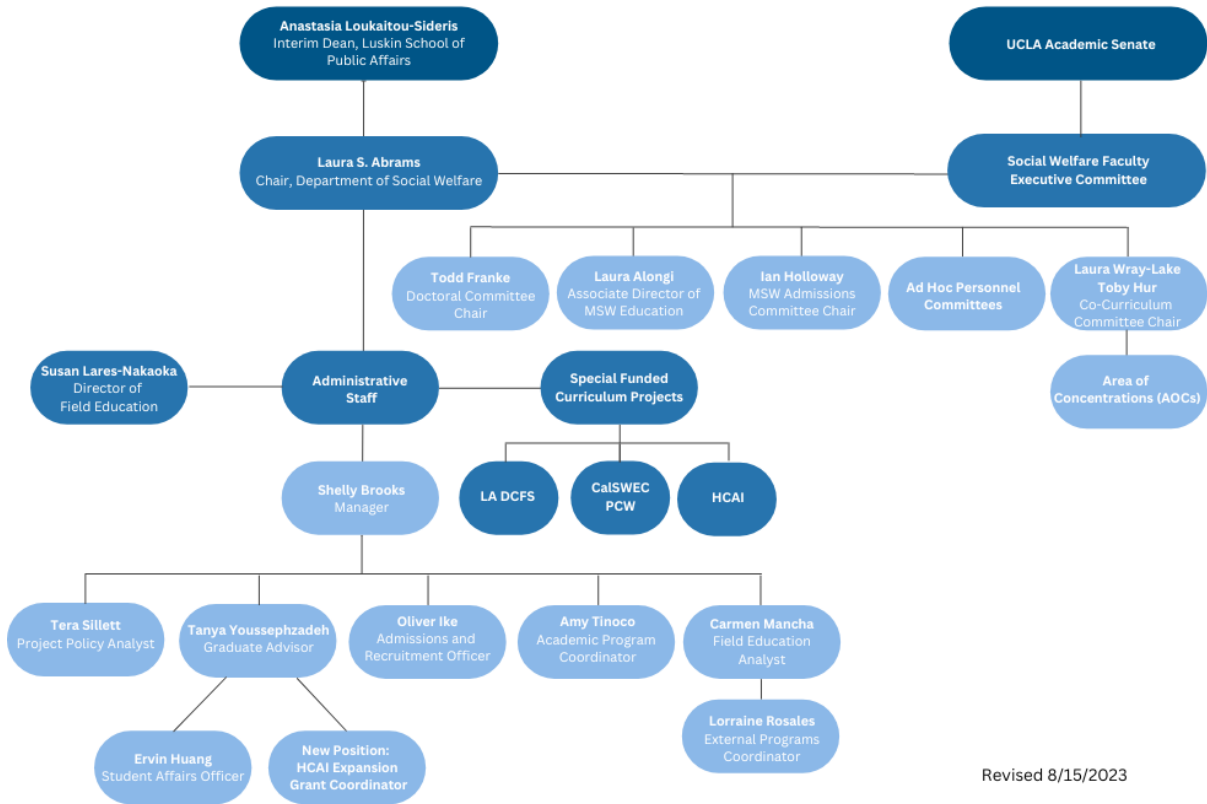 Anastasia Loukaitou-Sideris
Interim Dean, Luskin School of
Public Affairs
UCLA Academic Senate
Laura S. Abrams
Chair, Department of Social Welfare
Social Welfare Faculty
Executive Committee
Todd Franke
Doctoral Committee
Chair
Laura Alongi
Associate Director of
MSW Education
Ian Holloway
MSW Admissions
Committee Chair
Ad Hoc Personnel
Committees
Laura Wray-Lake
Toby Hur
Co-Curriculum
Committee Chair
Susan Lares-Nakaoka
Director of
Field Education
Administrative
Staff
Special Funded
Curriculum Projects
Area of
Concentrations (AOCs)
Shelly Brooks
Manager
LA DCFS
CalSWEC
PCW
HCAI
Tera Sillett
Project Policy Analyst
Tanya Youssephzadeh
Graduate Advisor
Oliver Ike
Admissions and
Recruitment Officer
Amy Tinoco
Academic Program
Coordinator
Carmen Mancha
Field Education
Analyst
Ervin Huang
Student Affairs Officer
New Position:
HCAI Expansion
Grant Coordinator
Lorraine Rosales
External Programs
Coordinator
Revised 8/15/2023